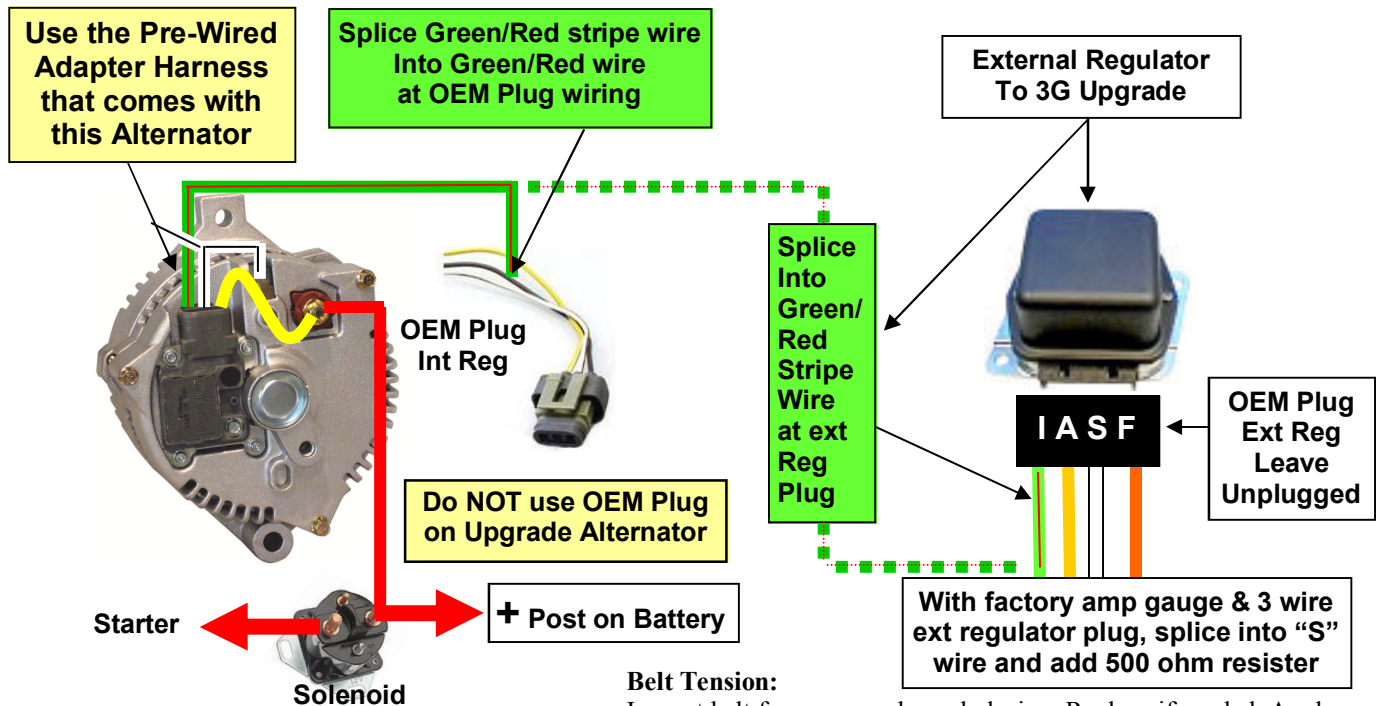 Use the Pre-Wired
Adapter Harness
that comes with
this Alternator
Splice Green/Red stripe wire
Into Green/Red wire
at OEM Plug wiring
External Regulator
To 3G Upgrade
OEM Plug
Int Reg
Splice
Into
Green/
Red
Stripe
Wire
at ext
Reg
Plug
I A S F
OEM Plug
Ext Reg
Leave
Unplugged
Do NOT use OEM Plug
on Upgrade Alternator
Starter
+ Post on Battery
Solenoid
With factory amp gauge & 3 wire
ext regulator plug, splice into “S”
wire and add 500 ohm resister
Belt Tension: